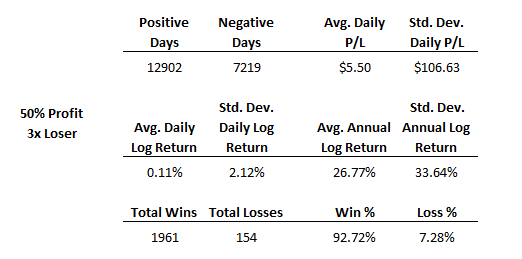 Positive Negative Avg. Daily Std. Dev.
Days Days P/L Daily P/L
12902 7219 $5.50 $106.63
50% Profit
3x Loser
Std. Dev. Std. Dev.
Avg. Daily Daily Log Avg. Annual Annual Log
Log Return Return Log Return Return
0.11% 2.12% 26.77% 33.64%
Total Wins Total Losses Win % Loss %
1961 154 92.72% 7.28%